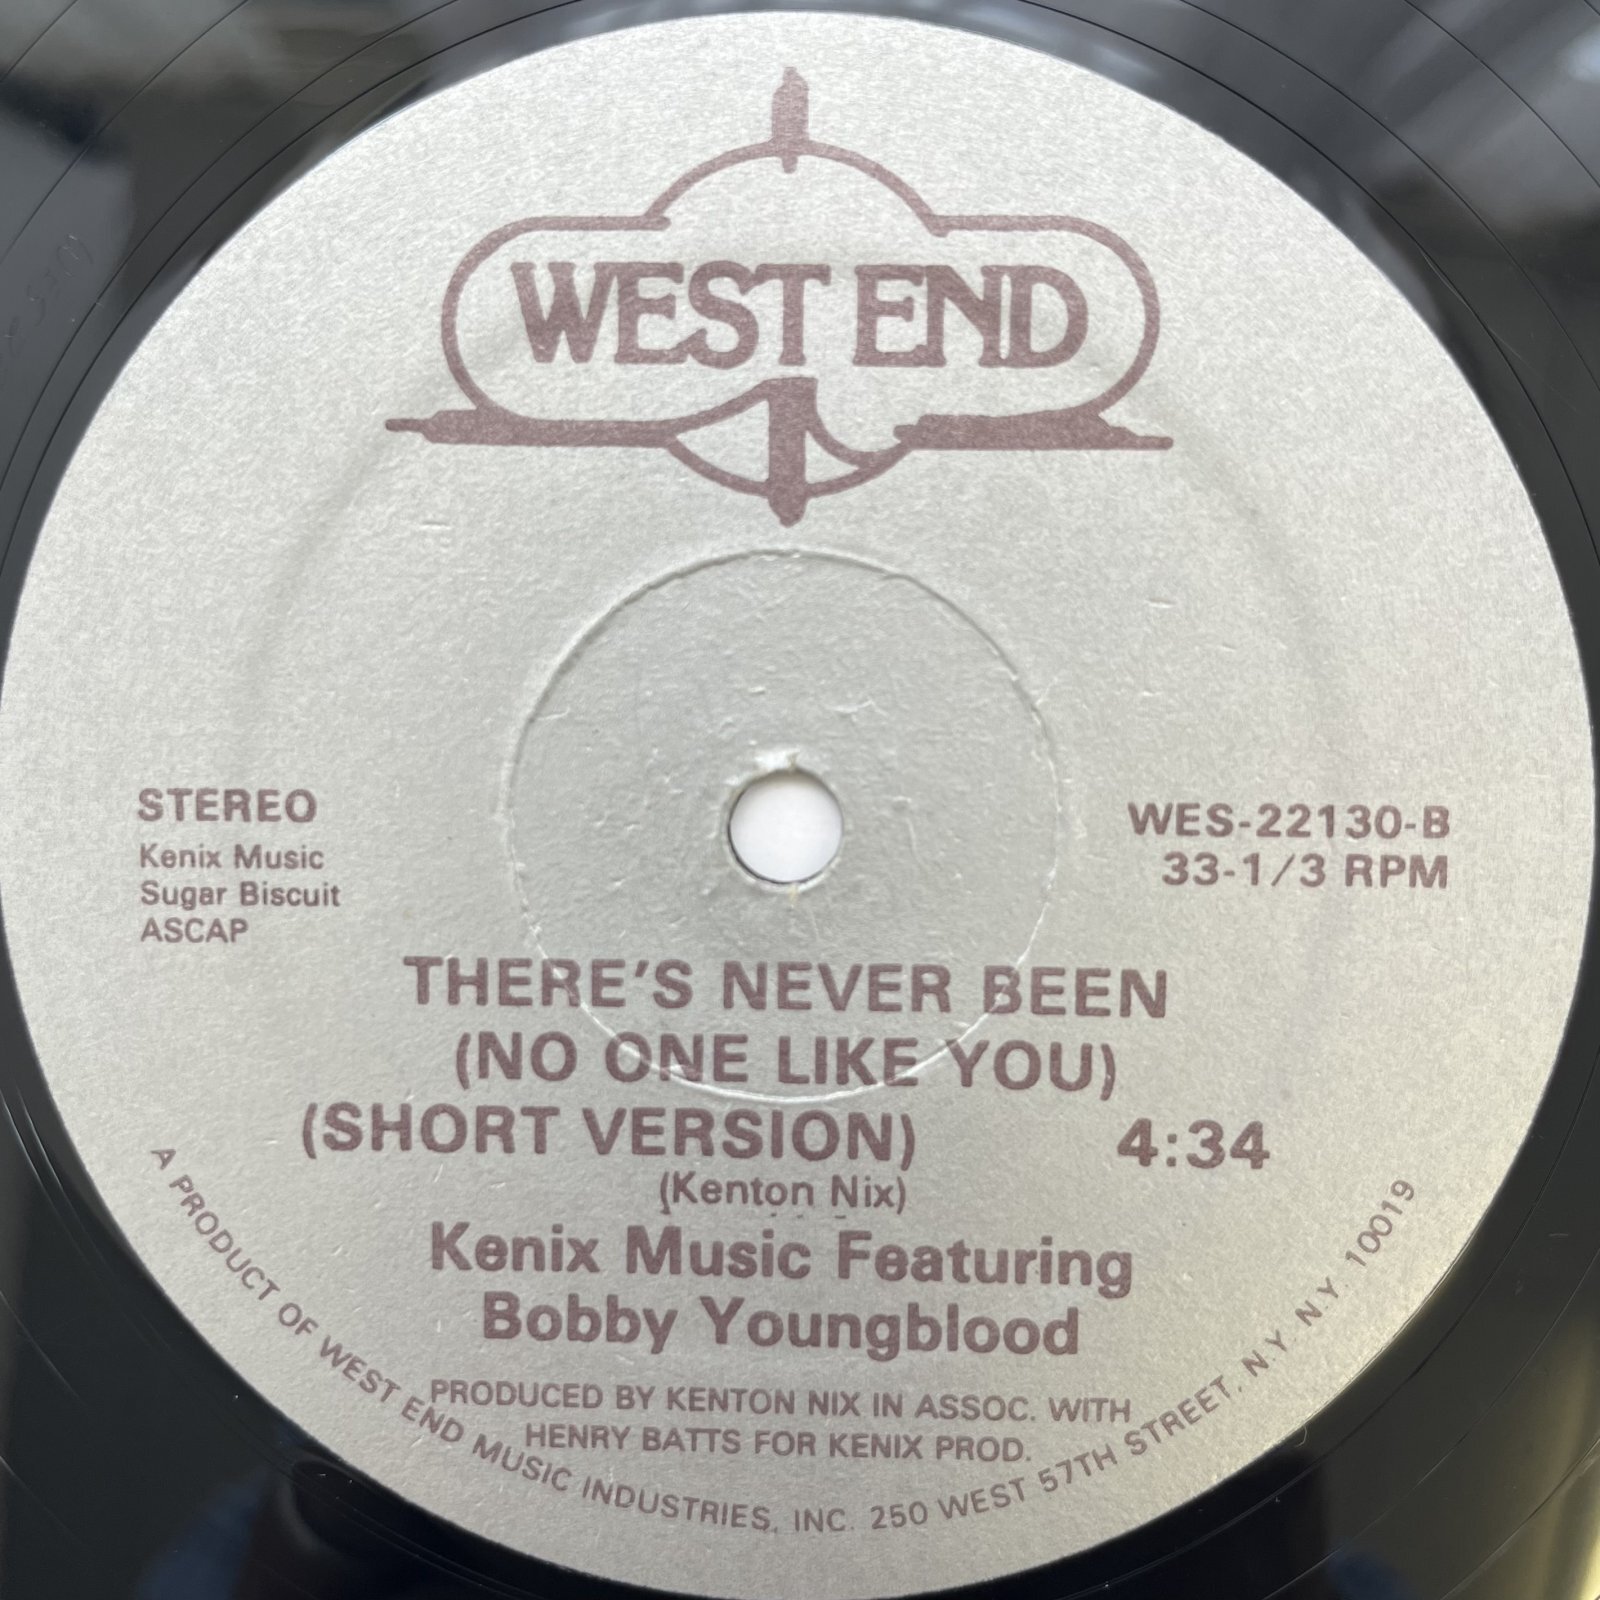 WEST END
STEREO
Kenix Music
Sugar Biscuit
ASCAP
WES-22130-B
33-1/3 RPM
THERE'S NEVER BEEN
(NO ONE LIKE YOU)
(SHORT VERSION) 4:34
(Kenton Nix)
Kenix Music Featuring
Bobby Youngblood
PRODUCED BY KENTON NIX IN ASSOC. WITH
HENRY BATTS FOR KENIX PROD.
A PRODUCT OF WEST END MUSIC INDUSTRIES, INC. 250 WEST 57TH STREET, N.Y. N.Y. 10019